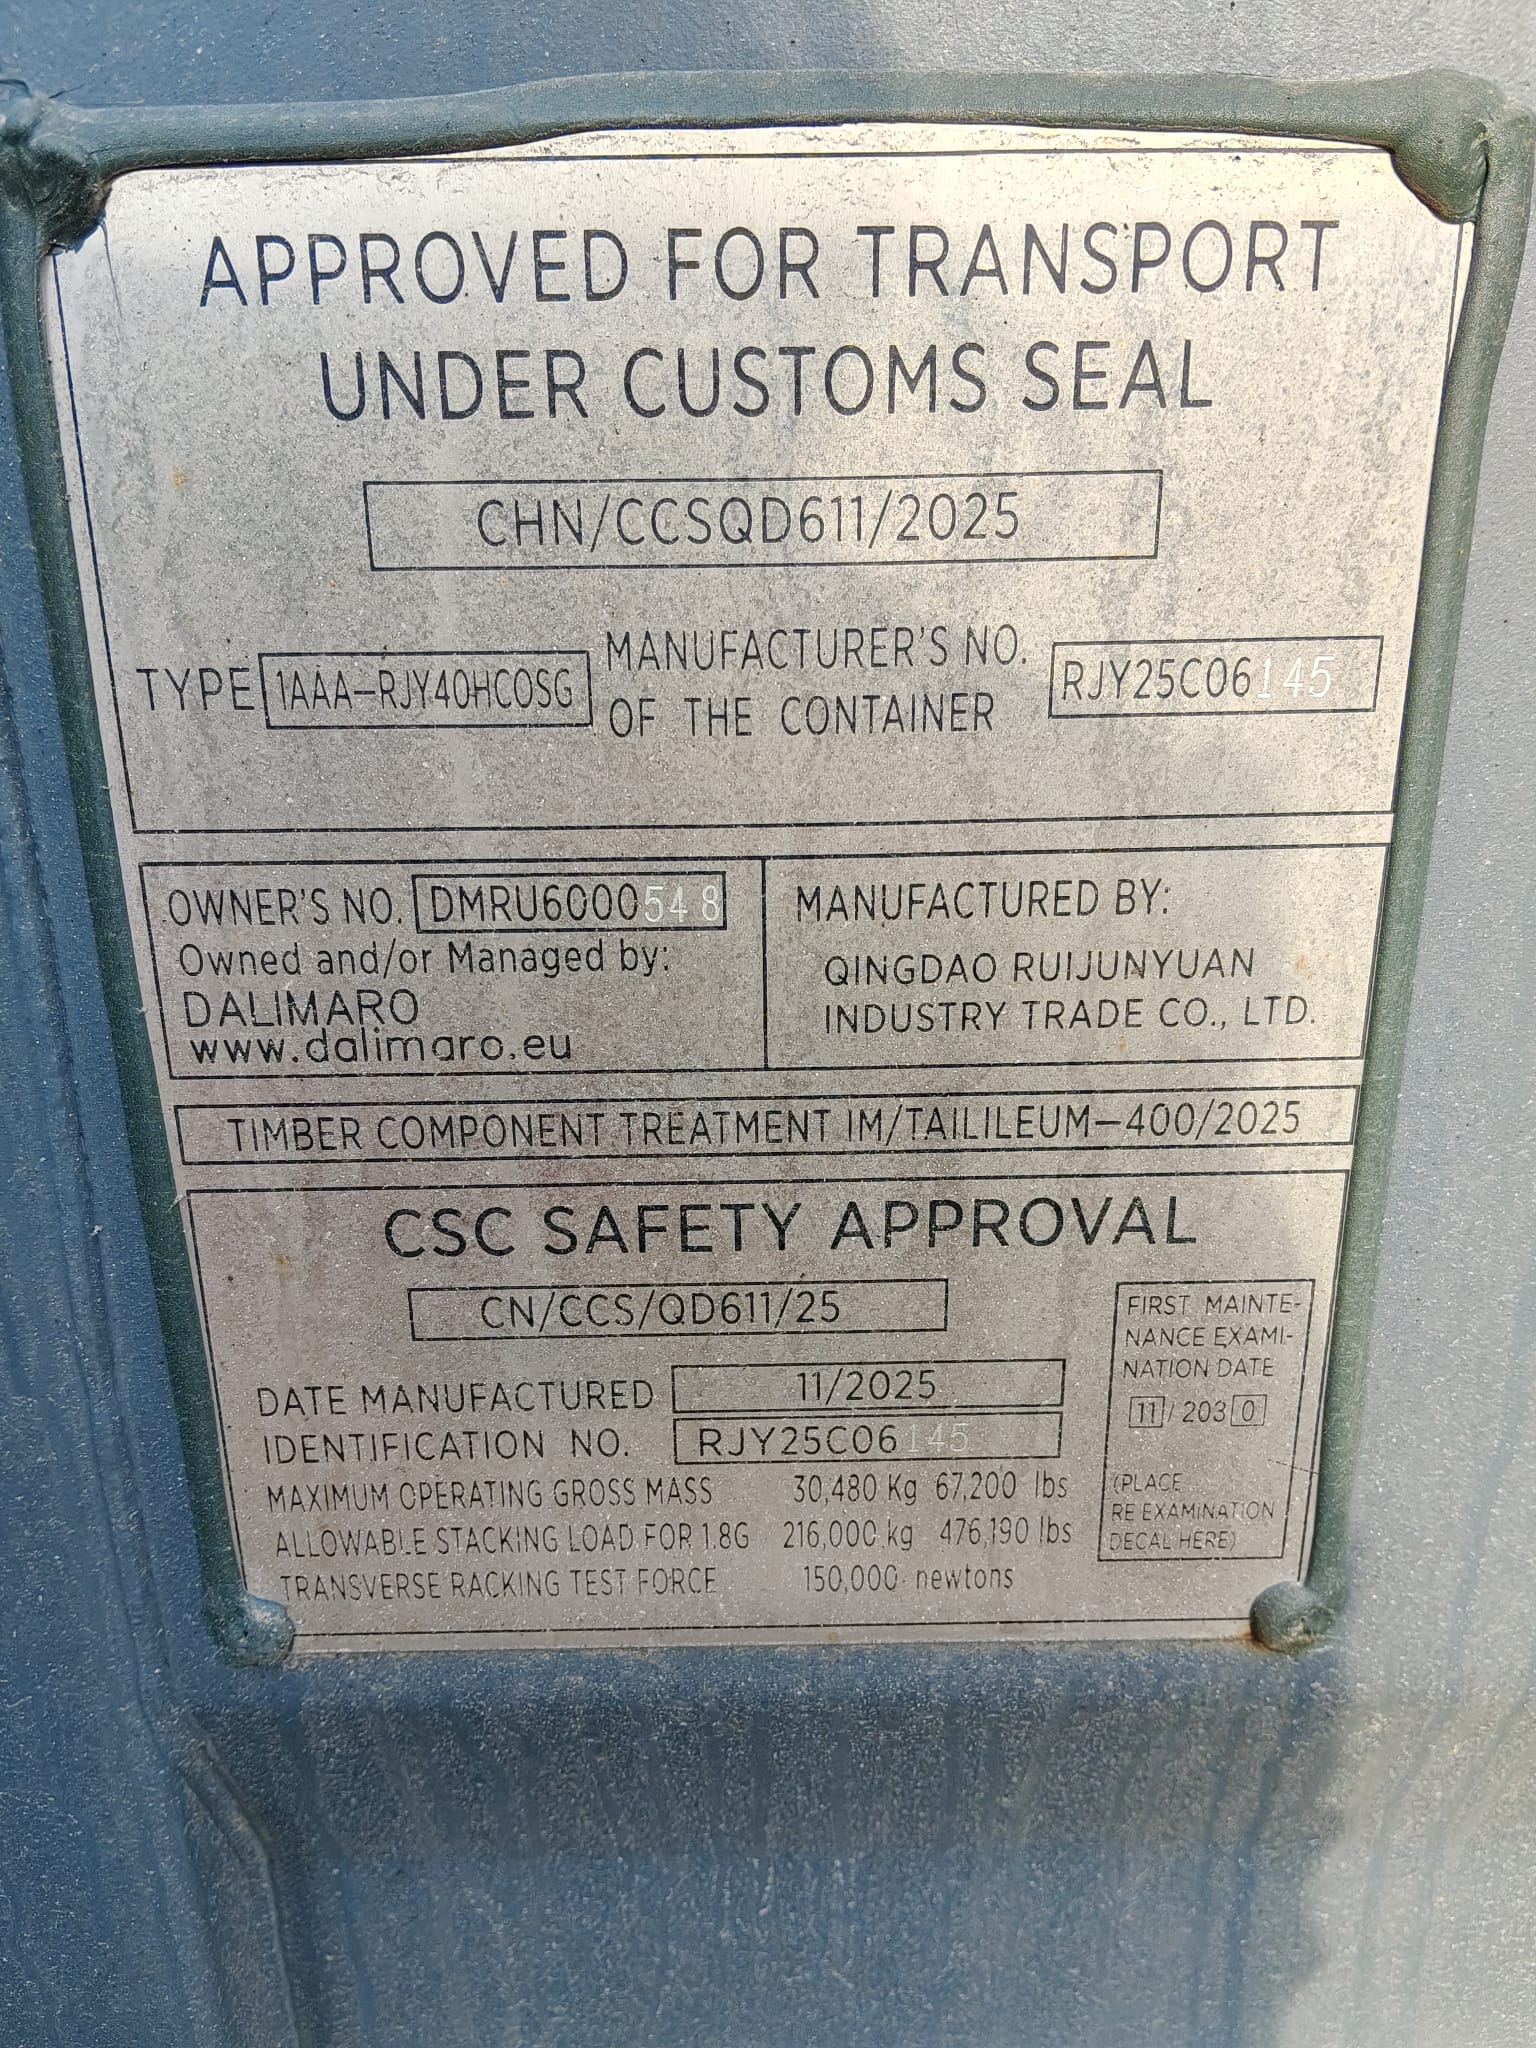 APPROVED FOR TRANSPORT
UNDER CUSTOMS SEAL
CHN/CCSQD611/2025
TYPE 1AAA-RJY40HCOSG MANUFACTURER'S NO. OF THE CONTAINER RJY25C06145
OWNER'S NO. DMRU6000548
Owned and/or Managed by:
DALIMARO
www.dalimaro.eu
MANUFACTURED BY:
QINGDAO RUIJUNYUAN
INDUSTRY TRADE CO., LTD.
TIMBER COMPONENT TREATMENT IM/TAILILEUM-400/2025
CSC SAFETY APPROVAL
CN/CCS/QD611/25
DATE MANUFACTURED 11/2025
IDENTIFICATION NO. RJY25C06145
MAXIMUM OPERATING GROSS MASS 30,480 Kg 67,200 lbs
ALLOWABLE STACKING LOAD FOR 1.8G 216,000 kg 476,190 lbs
TRANSVERSE RACKING TEST FORCE 150,000 newtons
FIRST MAINTE-
NANCE EXAMI-
NATION DATE
11/2030
(PLACE
RE EXAMINATION
DECAL HERE)